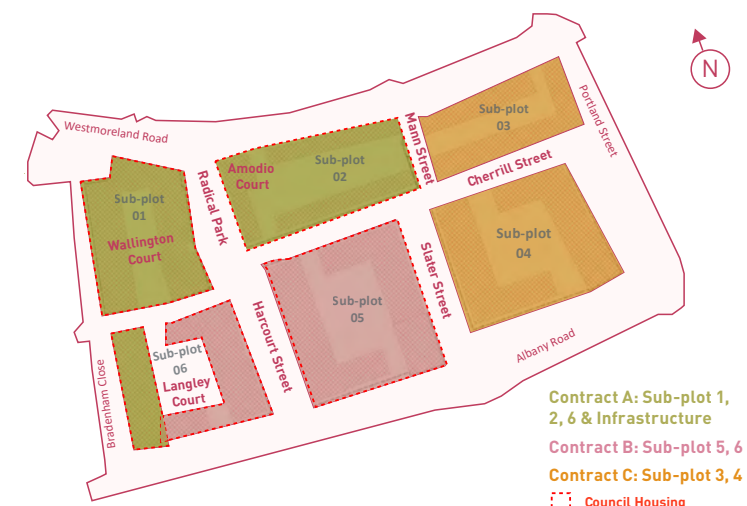 N
Westmoreland Road
Portland Street
Sub-plot
03
Mann Street
Cherrill Street
Sub-plot
02
Amodio
Court
Radical Park
Sub-plot
01
Wallington
Court
Sub-plot
04
Slater Street
Sub-plot
05
Harcourt Street
Albany Road
Sub-plot
06
Langley
Court
Bradenham Close
Contract A: Sub-plot 1,
2, 6 & Infrastructure
Contract B: Sub-plot 5, 6
Contract C: Sub-plot 3, 4
Council Housing